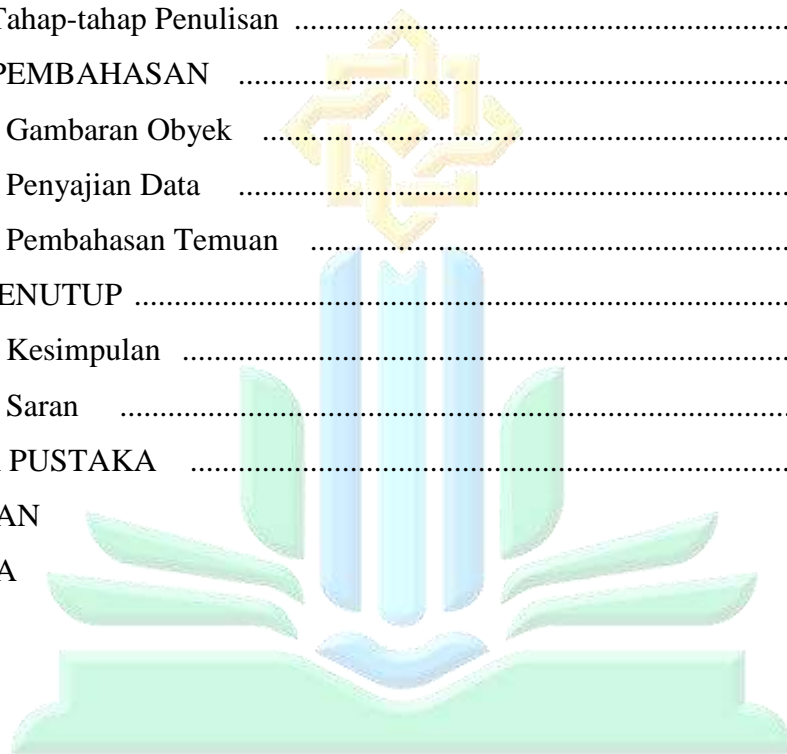 Tahap-tahap Penulisan ................................................................
PEMBAHASAN ................................................................
Gambaran Obyek ................................................................
Penyajian Data ................................................................
Pembahasan Temuan ................................................................
ENUTUP ................................................................
Kesimpulan ................................................................
Saran ................................................................
PUSTAKA ................................................................
AN
A